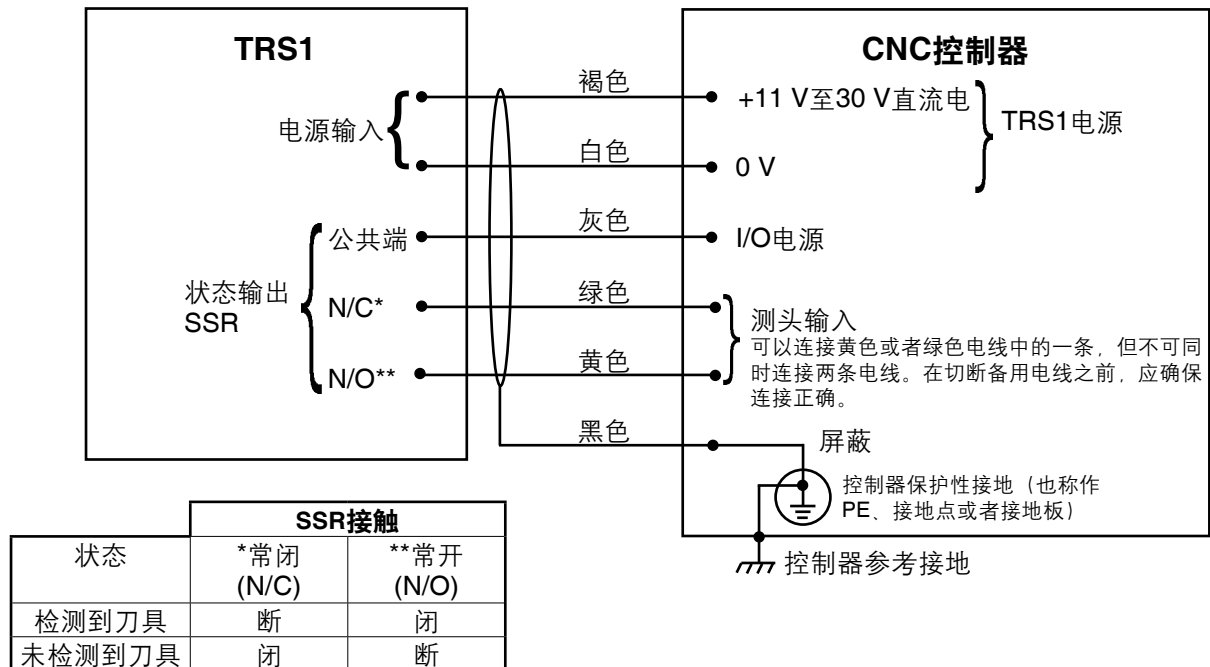 TRS1
CNC控制器
褐色
+11 V至30 V直流电
电源输入
TRS1电源
白色
0 V
灰色
公共端
I/O电源
状态输出
SSR
N/C*
绿色
测头输入
可以连接黄色或者绿色电线中的一条，但不可同
时连接两条电线。在切断备用电线之前，应确保
连接正确。
N/O**
黄色
黑色
屏蔽
控制器保护性接地（也称作
PE、接地点或者接地板）
控制器参考接地
SSR接触
状态
*常闭
(N/C)
**常开
(N/O)
检测到刀具 断 闭
未检测到刀具 闭 断